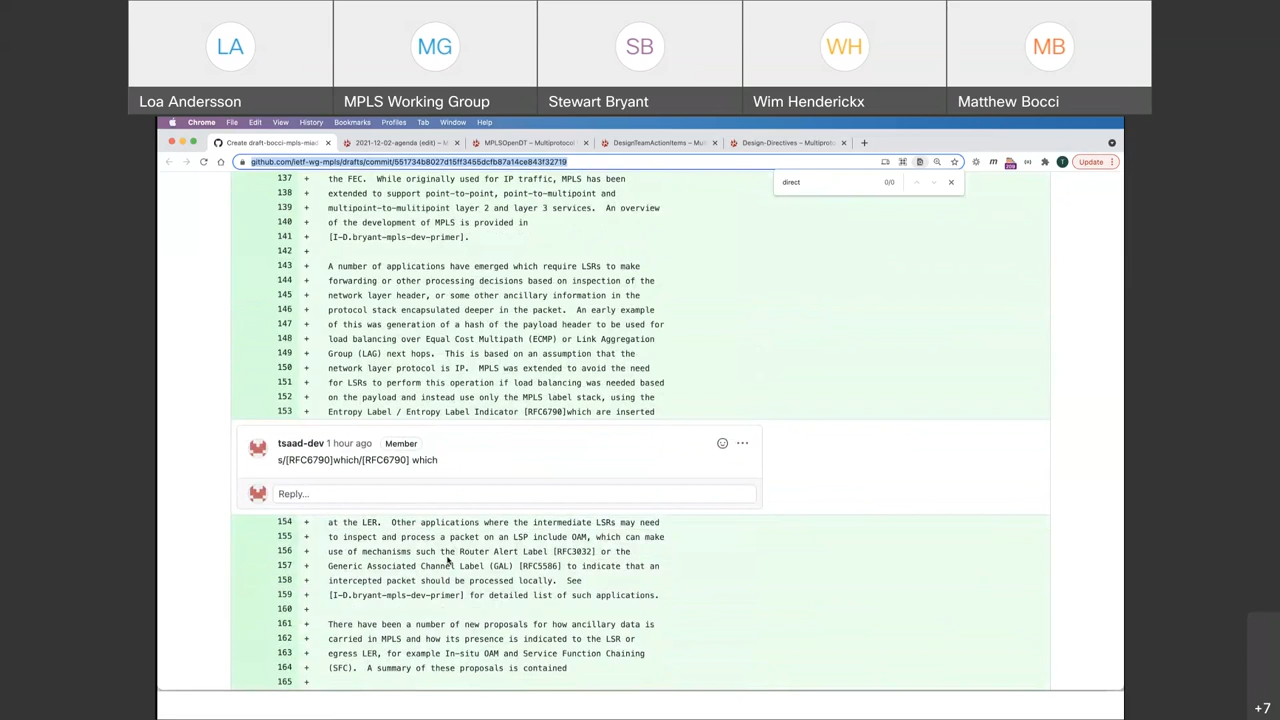 LA
MG
SB
WH
MB
Loa Andersson
MPLS Working Group
Stewart Bryant
Wim Henderickx
Matthew Bocci
Chrome File Edit View History Bookmarks Profiles Tab Window Help
Create draft-bocci-mpls-miad
2021-12-02-agenda (edit) – M
MPLSOpenDT – Multiprotocol
DesignTeamActionItems – Mult
Design-Directives – Multiproto
github.com/ietf-wg-mpls/drafts/commit/551734b8027d15ff3455dcfb87a14ce843f32719
Update
direct 0/0
137 + the FEC. While originally used for IP traffic, MPLS has been
138 + extended to support point-to-point, point-to-multipoint and
139 + multipoint-to-mulitipoint layer 2 and layer 3 services. An overview
140 + of the development of MPLS is provided in
141 + [I-D.bryant-mpls-dev-primer].
142 +
143 + A number of applications have emerged which require LSRs to make
144 + forwarding or other processing decisions based on inspection of the
145 + network layer header, or some other ancillary information in the
146 + protocol stack encapsulated deeper in the packet. An early example
147 + of this was generation of a hash of the payload header to be used for
148 + load balancing over Equal Cost Multipath (ECMP) or Link Aggregation
149 + Group (LAG) next hops. This is based on an assumption that the
150 + network layer protocol is IP. MPLS was extended to avoid the need
151 + for LSRs to perform this operation if load balancing was needed based
152 + on the payload and instead use only the MPLS label stack, using the
153 + Entropy Label / Entropy Label Indicator [RFC6790]which are inserted
tsaad-dev 1 hour ago Member
s/[RFC6790]which/[RFC6790] which
Reply...
154 + at the LER. Other applications where the intermediate LSRs may need
155 + to inspect and process a packet on an LSP include OAM, which can make
156 + use of mechanisms such the Router Alert Label [RFC3032] or the
157 + Generic Associated Channel Label (GAL) [RFC5586] to indicate that an
158 + intercepted packet should be processed locally. See
159 + [I-D.bryant-mpls-dev-primer] for detailed list of such applications.
160 +
161 + There have been a number of new proposals for how ancillary data is
162 + carried in MPLS and how its presence is indicated to the LSR or
163 + egress LER, for example In-situ OAM and Service Function Chaining
164 + (SFC). A summary of these proposals is contained
165 +
+7